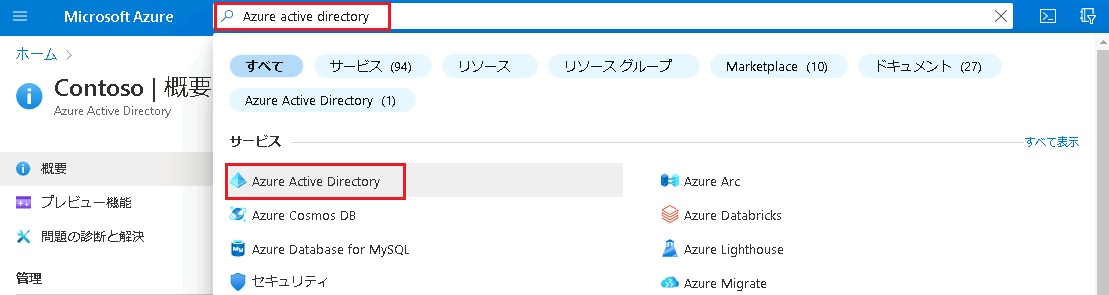 Microsoft Azure
Azure active directory
ホーム
Contoso | 概要
Azure Active Directory
概要
プレビュー機能
問題の診断と解決
管理
すべて
サービス (94)
リソース
リソース グループ
Marketplace (10)
ドキュメント (27)
Azure Active Directory (1)
サービス
すべて表示
Azure Active Directory
Azure Arc
Azure Cosmos DB
Azure Databricks
Azure Database for MySQL
Azure Lighthouse
セキュリティ
Azure Migrate